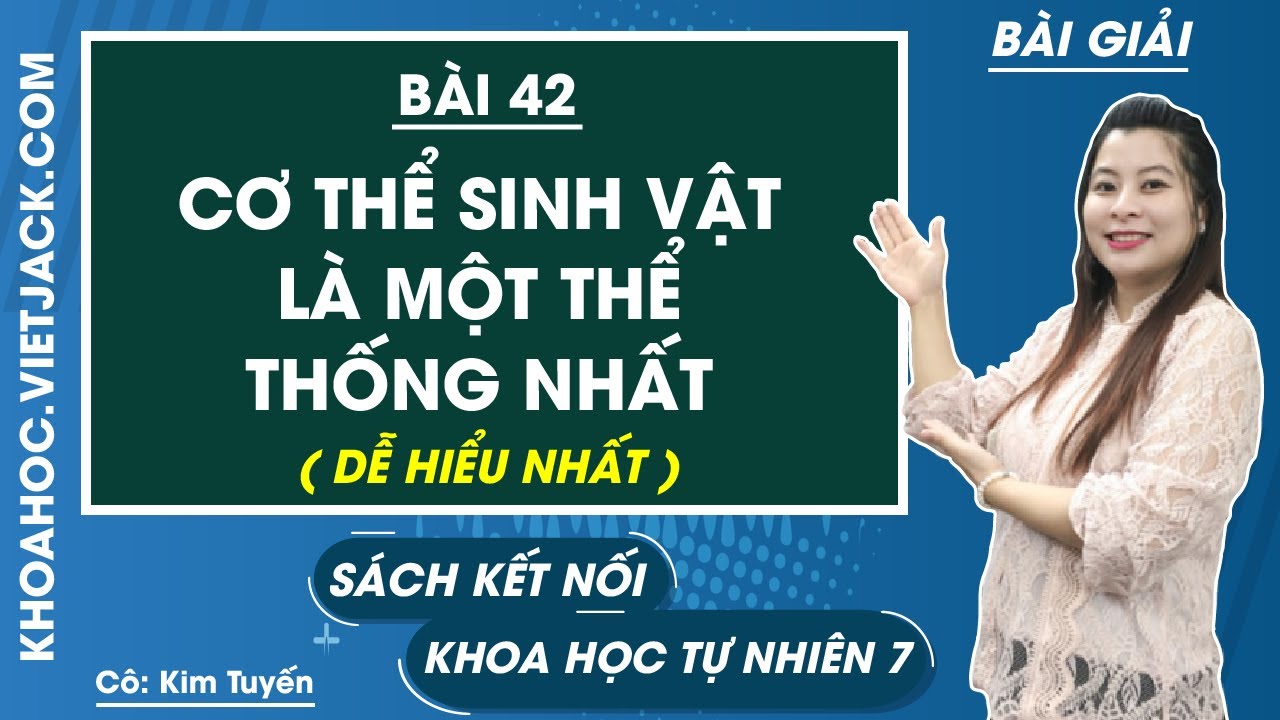 BÀI GIẢI
KHOAHOC.VIETJACK.COM
BÀI 42
CƠ THỂ SINH VẬT
LÀ MỘT THỂ
THỐNG NHẤT
( DỄ HIỂU NHẤT )
SÁCH KẾT NỐI
KHOA HỌC TỰ NHIÊN 7
Cô: Kim Tuyến